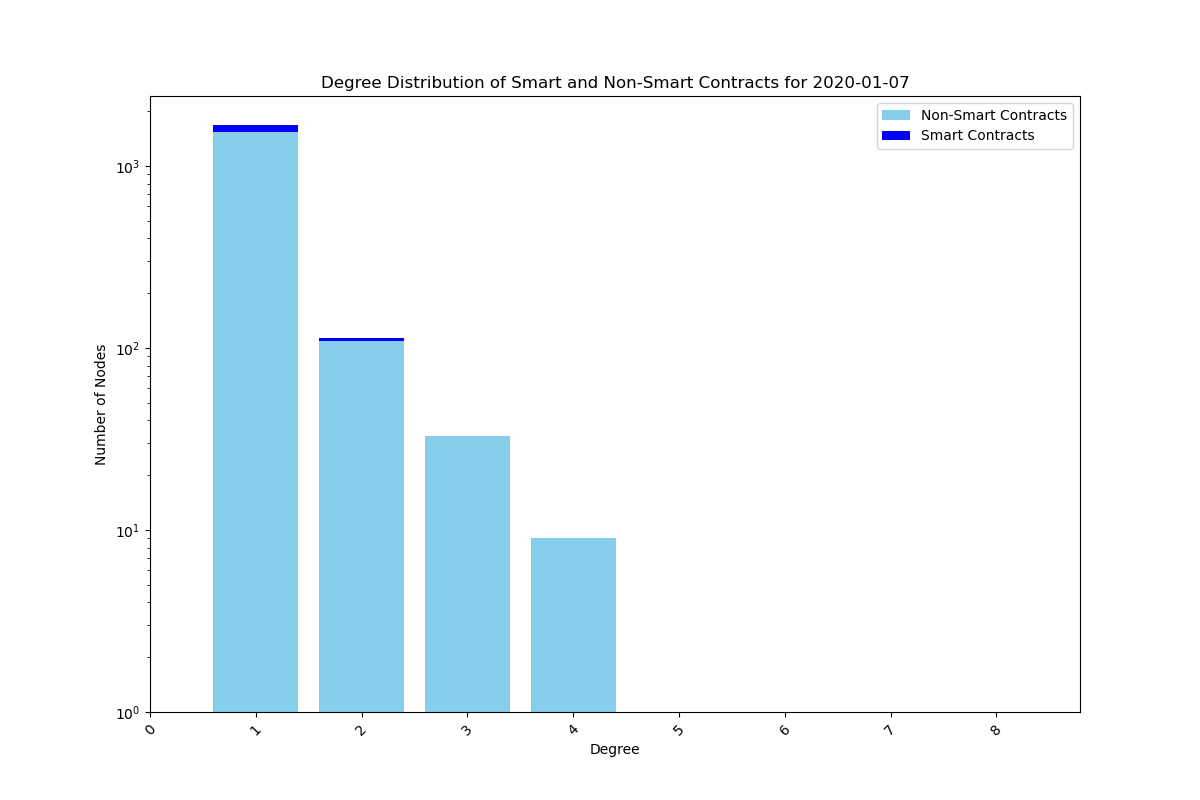 Degree Distribution of Smart and Non-Smart Contracts for 2020-01-07
Non-Smart Contracts
Smart Contracts
Number of Nodes
10³
10²
10¹
10⁰
0 1 2 3 4 5 6 7 8
Degree